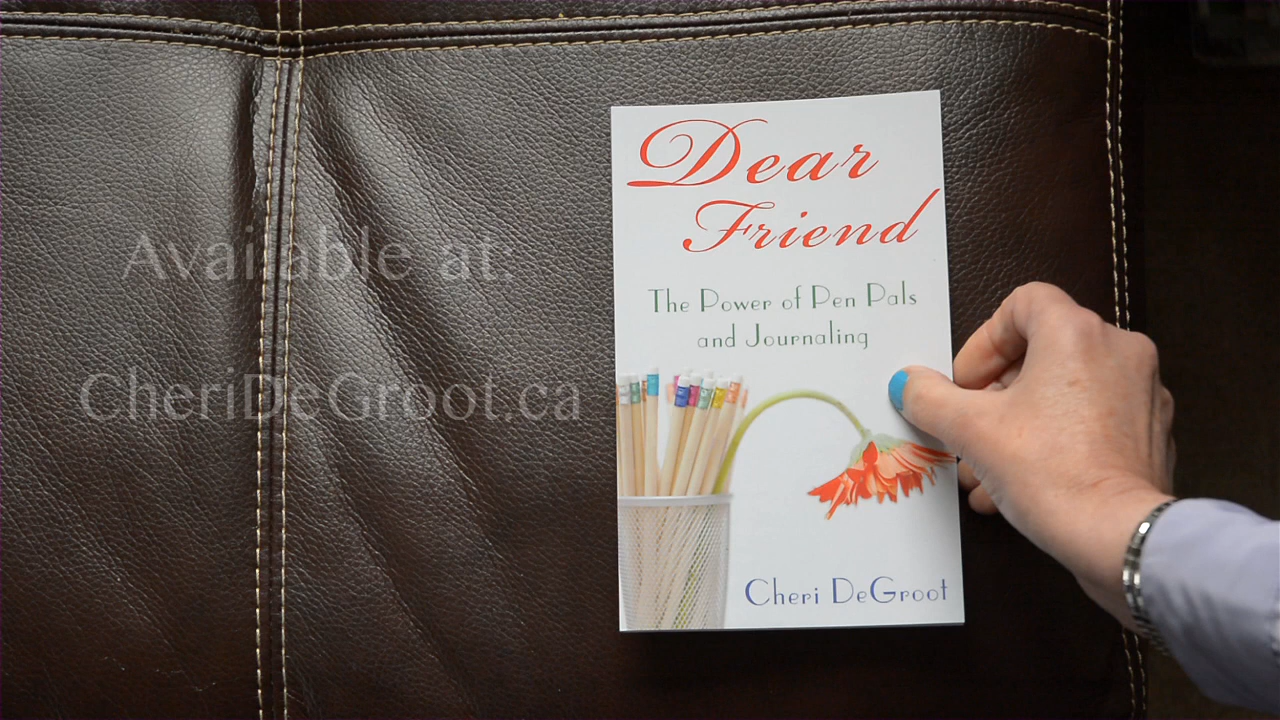 Available at:
CheriDeGroot.ca
Dear
Friend
The Power of Pen Pals
and Journaling
Cheri DeGroot